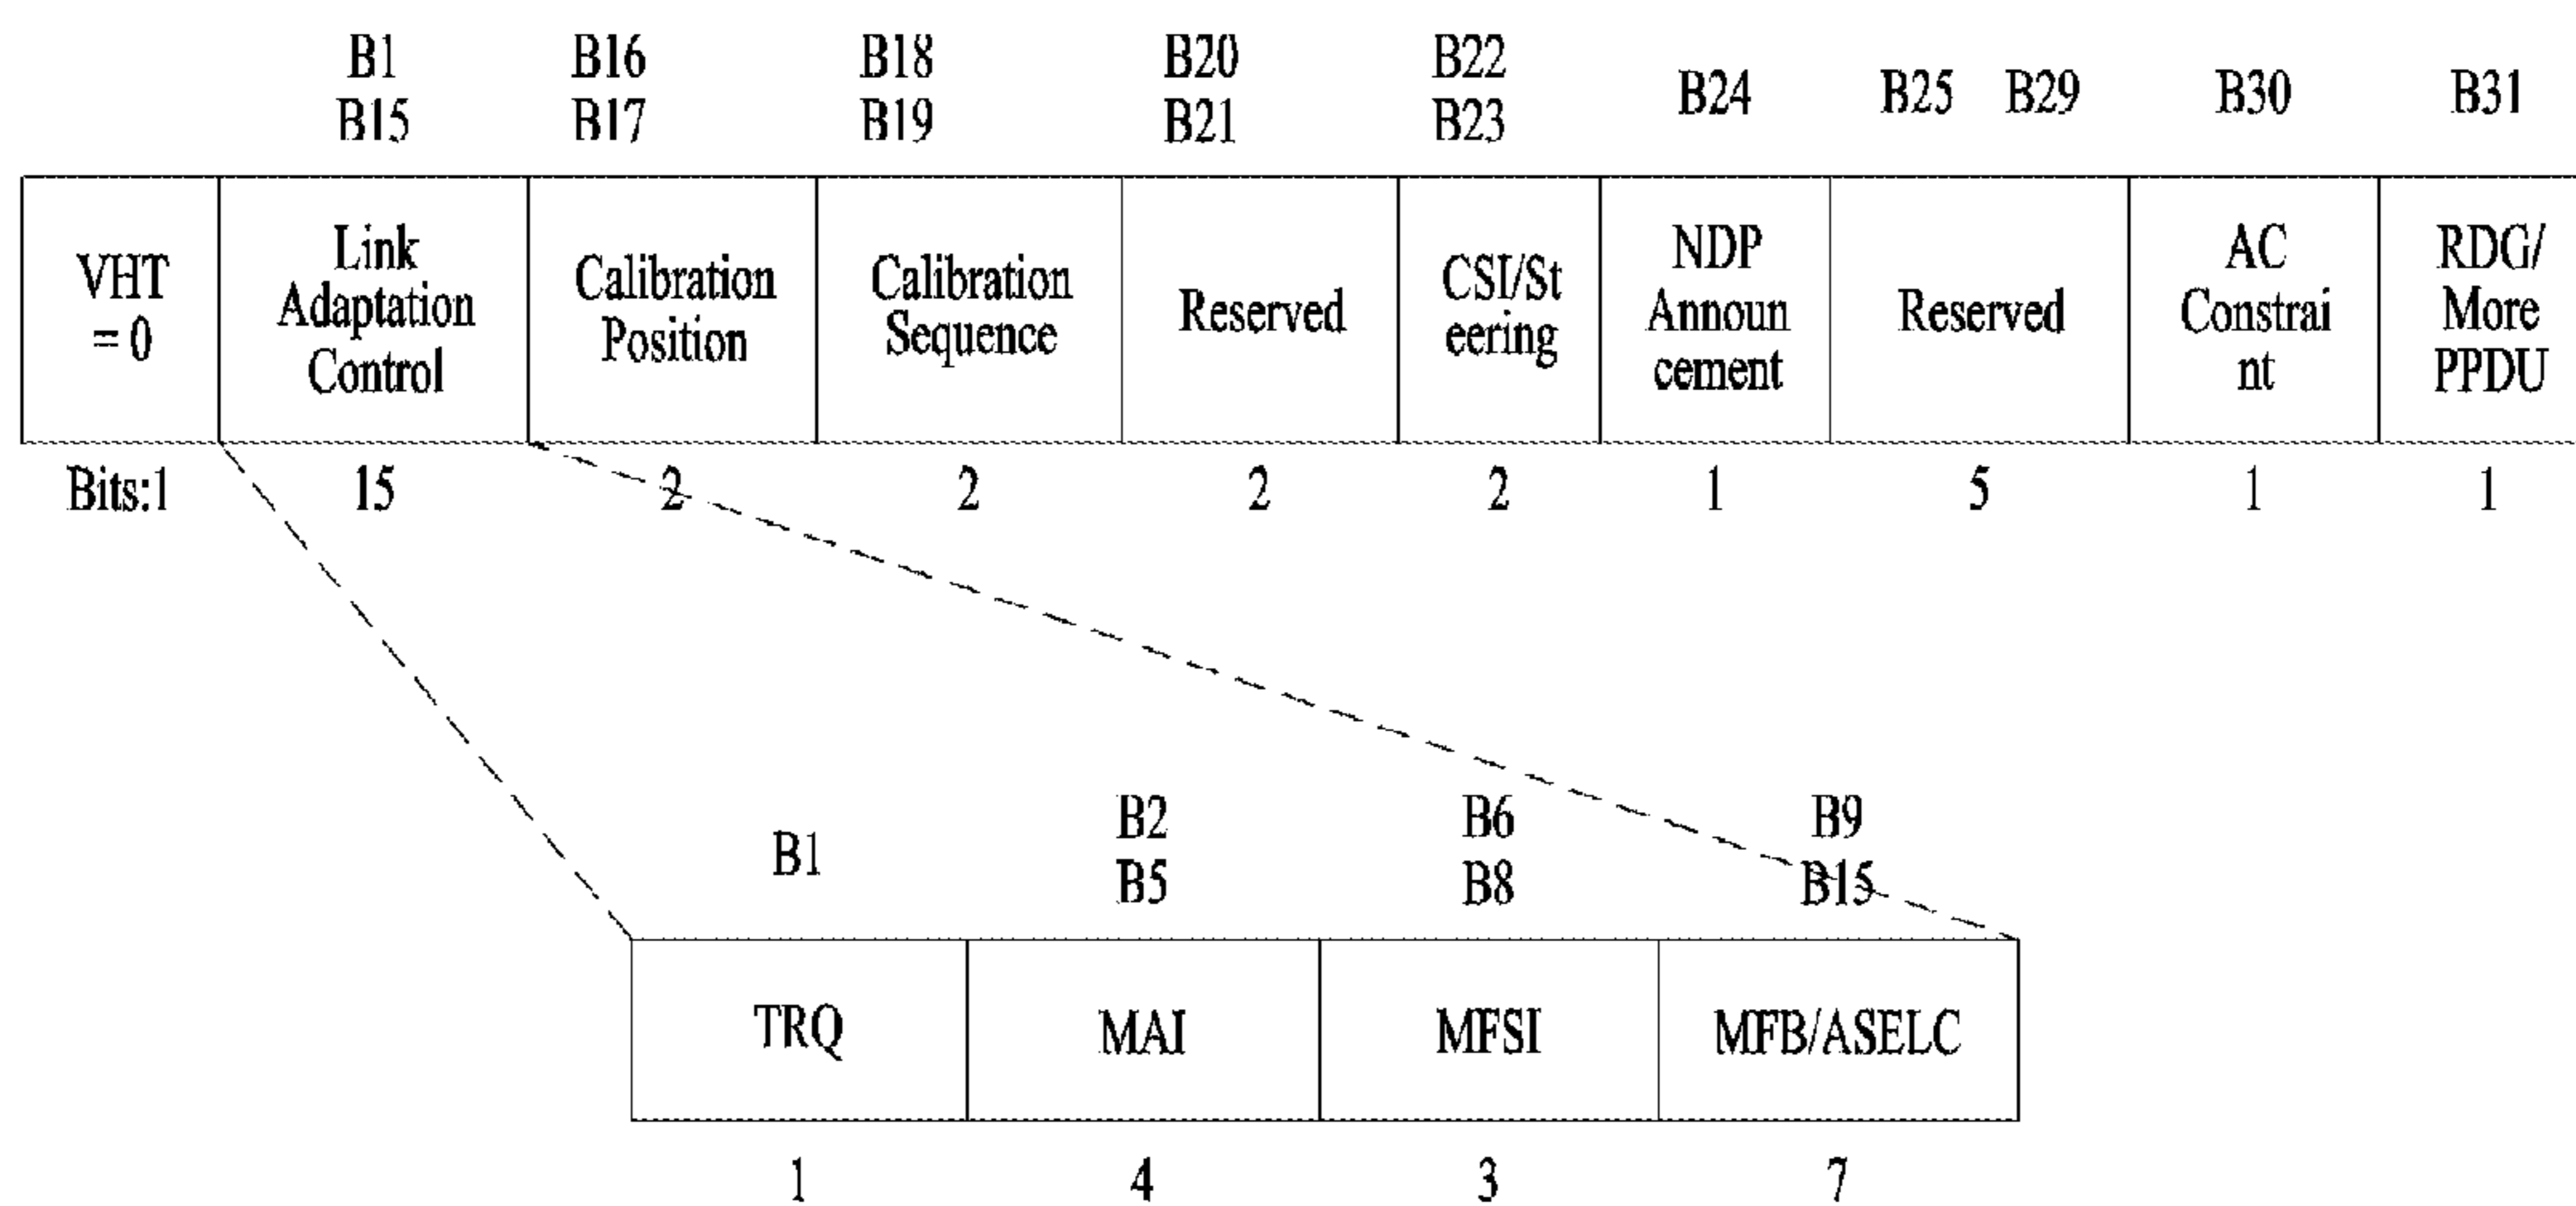 B1 B16 B18 B20 B22
B15 B17 B19 B21 B23 B24 B25 B29 B30 B31
VHT
= 0
Link
Adaptation
Control
Calibration
Position
Calibration
Sequence
Reserved
CSI/St
eering
NDP
Announ
cement
Reserved
AC
Constrai
nt
RDG/
More
PPDU
Bits:1 15 2 2 2 2 1 5 1 1
B1
B2
B5
B6
B8
B9
B15
TRQ MAI MFSI MFB/ASELC
1 4 3 7